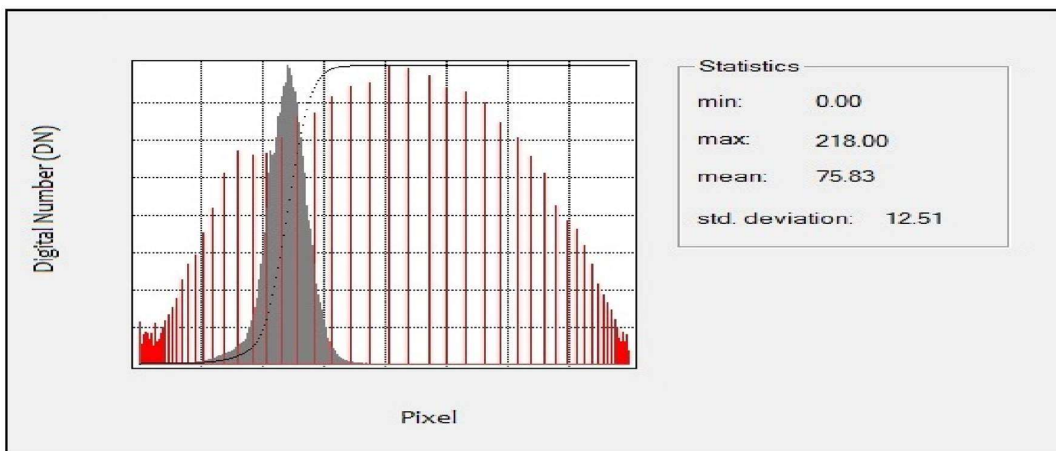 Digital Number (DN)
Pixel
Statistics
min: 0.00
max: 218.00
mean: 75.83
std. deviation: 12.51